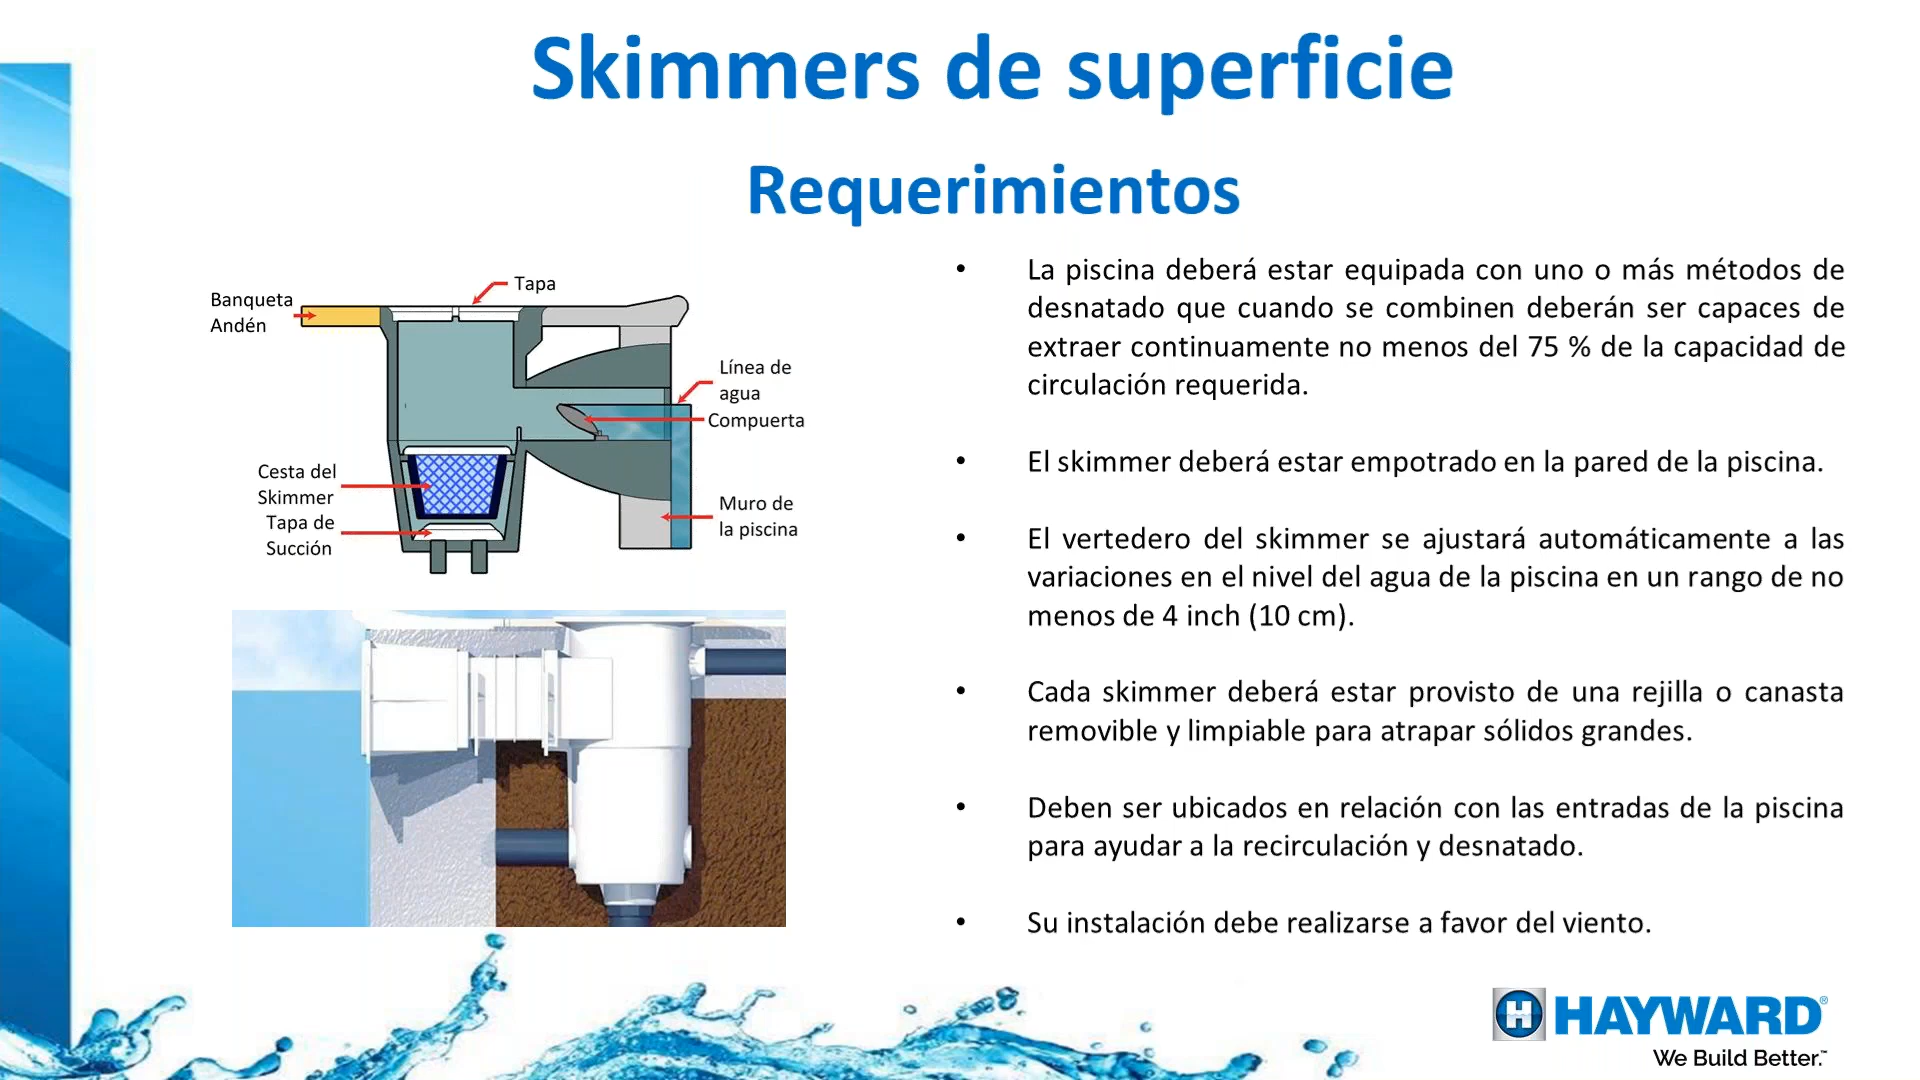 Skimmers de superficie
Requerimientos
Tapa
Banqueta
Andén
Línea de
agua
Compuerta
Cesta del
Skimmer
Tapa de
Succión
Muro de
la piscina
• La piscina deberá estar equipada con uno o más métodos de
desnatado que cuando se combinen deberán ser capaces de
extraer continuamente no menos del 75 % de la capacidad de
circulación requerida.
• El skimmer deberá estar empotrado en la pared de la piscina.
• El vertedero del skimmer se ajustará automáticamente a las
variaciones en el nivel del agua de la piscina en un rango de no
menos de 4 inch (10 cm).
• Cada skimmer deberá estar provisto de una rejilla o canasta
removible y limpiable para atrapar sólidos grandes.
• Deben ser ubicados en relación con las entradas de la piscina
para ayudar a la recirculación y desnatado.
• Su instalación debe realizarse a favor del viento.
H HAYWARD®
We Build Better.™